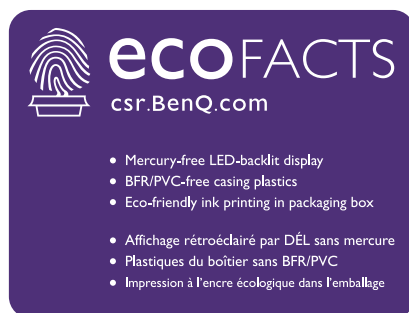 ecoFACTS
csr.BenQ.com
• Mercury-free LED-backlit display
• BFR/PVC-free casing plastics
• Eco-friendly ink printing in packaging box
• Affichage rétroéclairé par DÉL sans mercure
• Plastiques du boîtier sans BFR/PVC
• Impression à l'encre écologique dans l'emballage